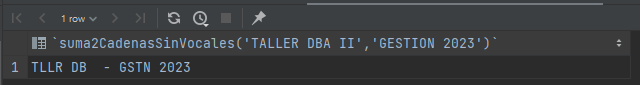 1 row
`suma2CadenasSinVocales('TALLER DBA II','GESTION 2023')`
1 TLLR DB  - GSTN 2023